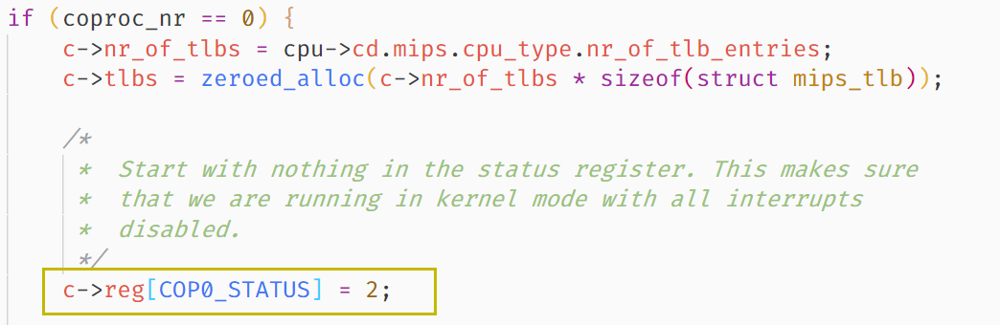 if (coproc_nr == 0) {
c->nr_of_tlbs = cpu->cd.mips.cpu_type.nr_of_tlb_entries;
c->tlbs = zeroed_alloc(c->nr_of_tlbs * sizeof(struct mips_tlb));
/*
* Start with nothing in the status register. This makes sure
* that we are running in kernel mode with all interrupts
* disabled.
*/
c->reg[COP0_STATUS] = 2;